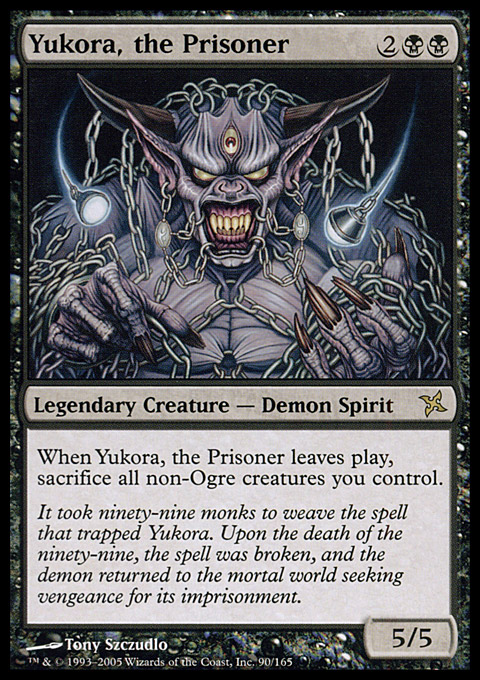 Yukora, the Prisoner 2
Legendary Creature — Demon Spirit
When Yukora, the Prisoner leaves play,
sacrifice all non-Ogre creatures you control.
It took ninety-nine monks to weave the spell
that trapped Yukora. Upon the death of the
ninety-nine, the spell was broken, and the
demon returned to the mortal world seeking
vengeance for its imprisonment.
5/5
Tony Szczudlo
™ & © 1993–2005 Wizards of the Coast, Inc. 90/165